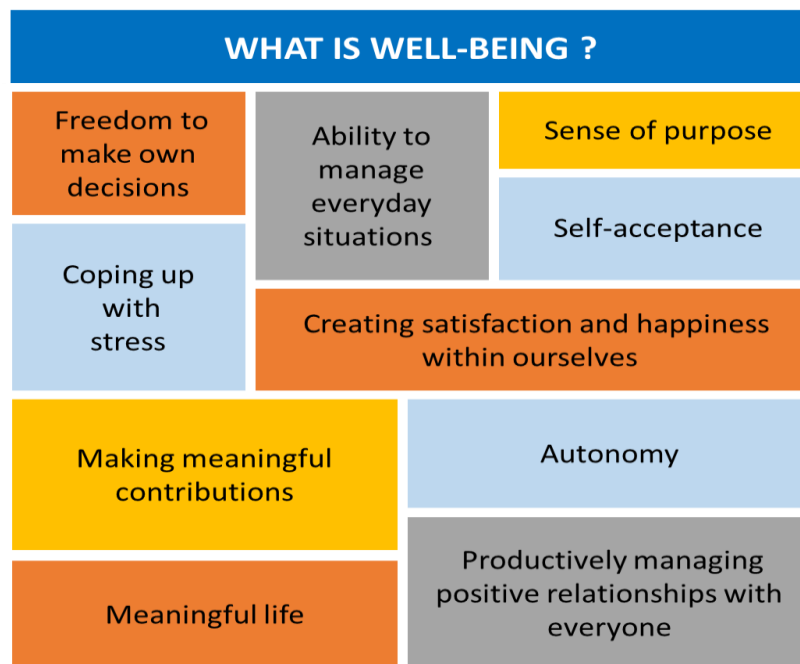 WHAT IS WELL-BEING ?
Freedom to
make own
decisions
Ability to
manage
everyday
situations
Sense of purpose
Self-acceptance
Coping up
with
stress
Creating satisfaction and happiness
within ourselves
Making meaningful
contributions
Autonomy
Meaningful life
Productively managing
positive relationships with
everyone